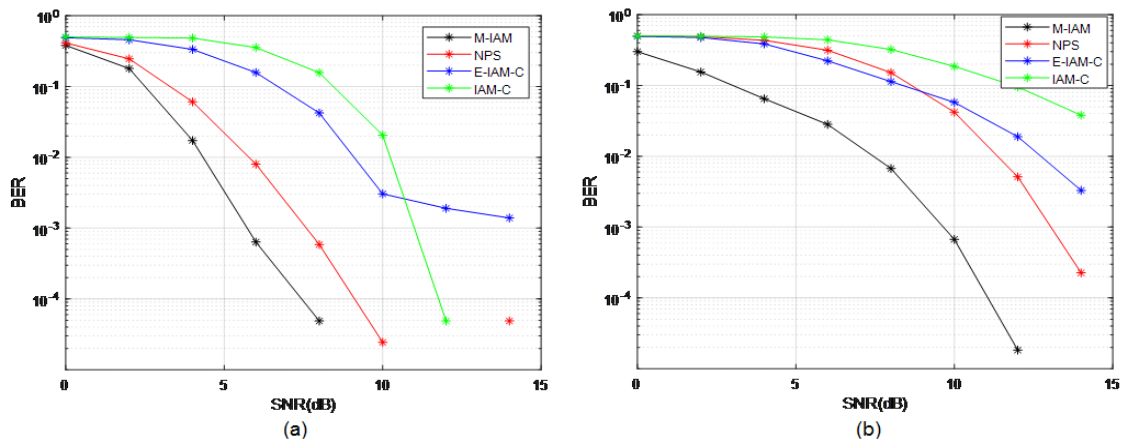 10^0
10^-1
10^-2
10^-3
10^-4
BER
0
5
10
15
SNR(dB)
M-IAM
NPS
E-IAM-C
IAM-C
(a)
10^0
10^-1
10^-2
10^-3
10^-4
BER
0
5
10
15
SNR(dB)
M-IAM
NPS
E-IAM-C
IAM-C
(b)